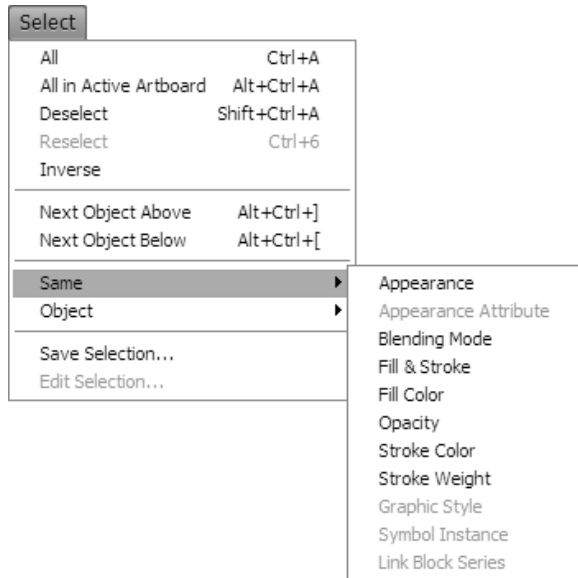 Select
All Ctrl+A
All in Active Artboard Alt+Ctrl+A
Deselect Shift+Ctrl+A
Reselect Ctrl+6
Inverse
Next Object Above Alt+Ctrl+]
Next Object Below Alt+Ctrl+[
Same
Object
Save Selection...
Edit Selection...
Appearance
Appearance Attribute
Blending Mode
Fill & Stroke
Fill Color
Opacity
Stroke Color
Stroke Weight
Graphic Style
Symbol Instance
Link Block Series